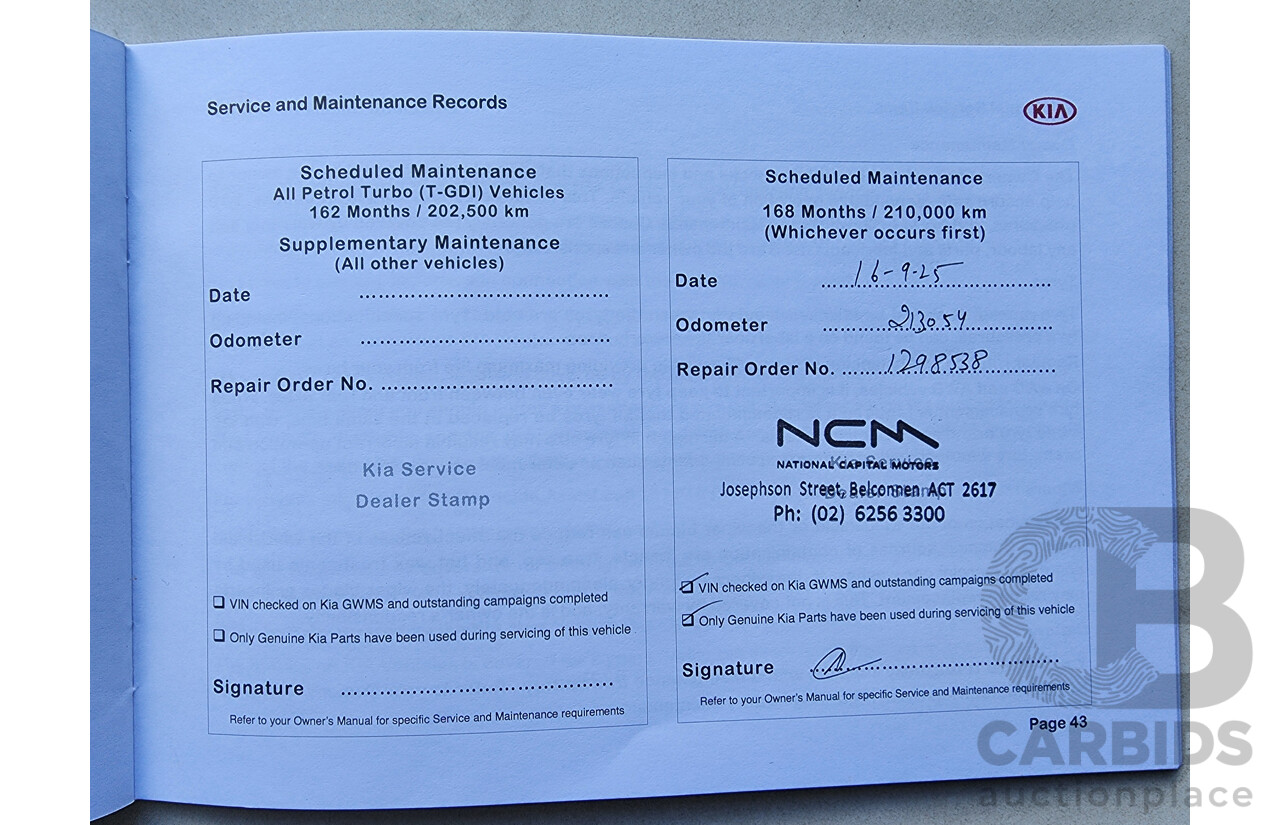 Service and Maintenance Records
KIA
Scheduled Maintenance
All Petrol Turbo (T-GDI) Vehicles
162 Months / 202,500 km
Supplementary Maintenance
(All other vehicles)
Date ........................................
Odometer ........................................
Repair Order No. .....................................
Kia Service
Dealer Stamp
❑ VIN checked on Kia GWMS and outstanding campaigns completed
❑ Only Genuine Kia Parts have been used during servicing of this vehicle
Signature ...........................................
Refer to your Owner's Manual for specific Service and Maintenance requirements
Scheduled Maintenance
168 Months / 210,000 km
(Whichever occurs first)
Date 16-9-25
Odometer 213054
Repair Order No. 1298538
NCM
NATIONAL CAPITAL MOTORS
Kia Service
Josephson Street, Belconnen ACT 2617
Dealer Stamp
Ph: (02) 6256 3300
☑ VIN checked on Kia GWMS and outstanding campaigns completed
☑ Only Genuine Kia Parts have been used during servicing of this vehicle
Signature ........................................
Refer to your Owner's Manual for specific Service and Maintenance requirements
Page 43
CARBIDS
auctionplace